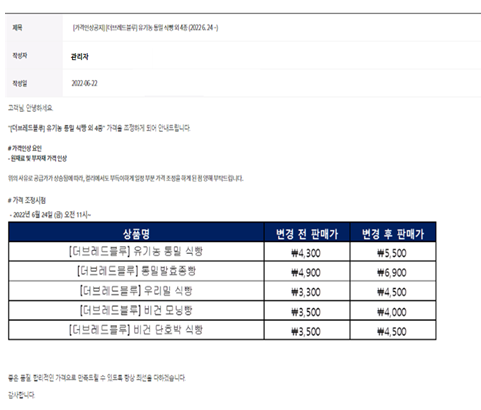 제목 [가격인상공지] [더브레드블루] 유기농 통밀 식빵 외 4종 (2022.6.24 ~)
작성자 관리자
작성일 2022-06-22
고객님, 안녕하세요.
"[더브레드블루] 유기농 통밀 식빵 외 4종" 가격을 조정하게 되어 안내드립니다.
# 가격인상 요인
- 원재료 및 부자재 가격 인상
위의 사유로 공급가가 상승됨에 따라, 컬리에서도 부득이하게 일정 부분 가격 조정을 하게 된 점 양해 부탁드립니다.
# 가격 조정시점
- 2022년 6월 24일 (금) 오전 11시~
상품명 변경 전 판매가 변경 후 판매가
[더브레드블루] 유기농 통밀 식빵 ₩4,300 ₩5,500
[더브레드블루] 통밀발효종빵 ₩4,900 ₩6,900
[더브레드블루] 우리밀 식빵 ₩3,300 ₩4,500
[더브레드블루] 비건 모닝빵 ₩3,500 ₩4,000
[더브레드블루] 비건 단호박 식빵 ₩3,500 ₩4,500
좋은 품질, 합리적인 가격으로 만족드릴 수 있도록 항상 최선을 다하겠습니다.
감사합니다.